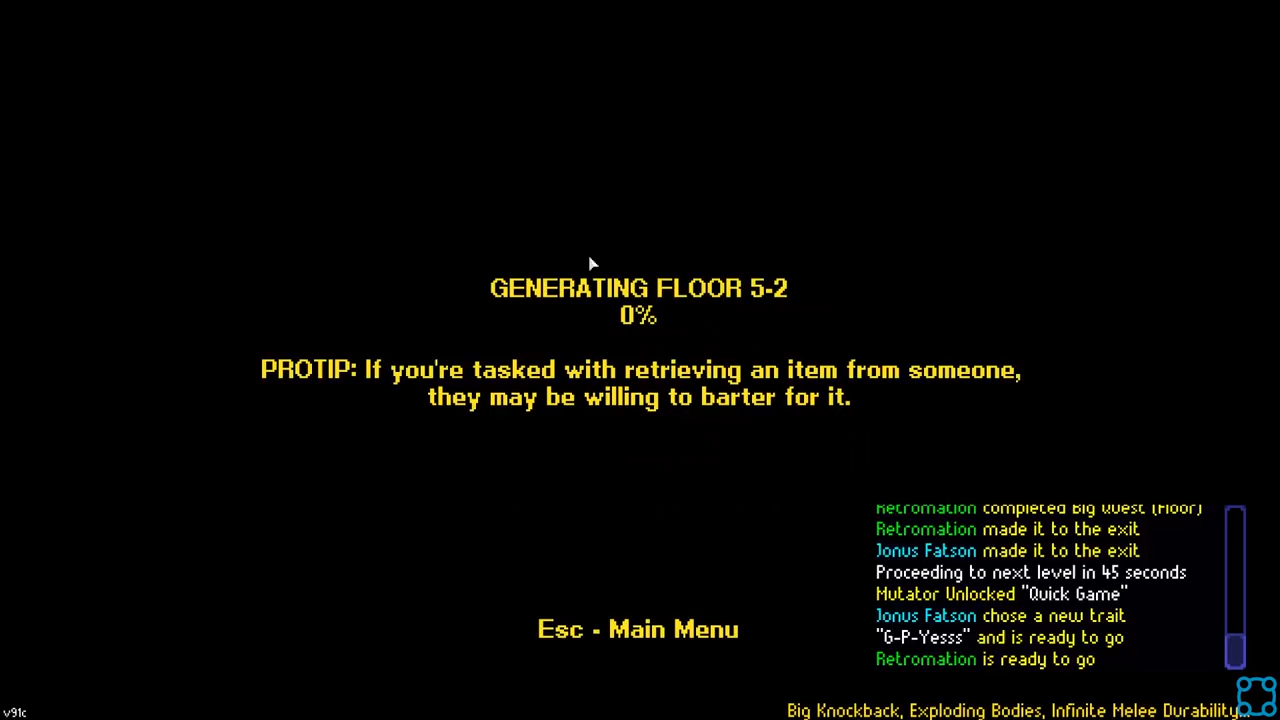 GENERATING FLOOR 5-2
0%
PROTIP: If you're tasked with retrieving an item from someone,
they may be willing to barter for it.
Retromation completed Big Quest (Floor)
Retromation made it to the exit
Jonus Fatson made it to the exit
Proceeding to next level in 45 seconds
Mutator Unlocked "Quick Game"
Jonus Fatson chose a new trait
"G-P-Yesss" and is ready to go
Retromation is ready to go
Esc - Main Menu
v91c
Big Knockback, Exploding Bodies, Infinite Melee Durability